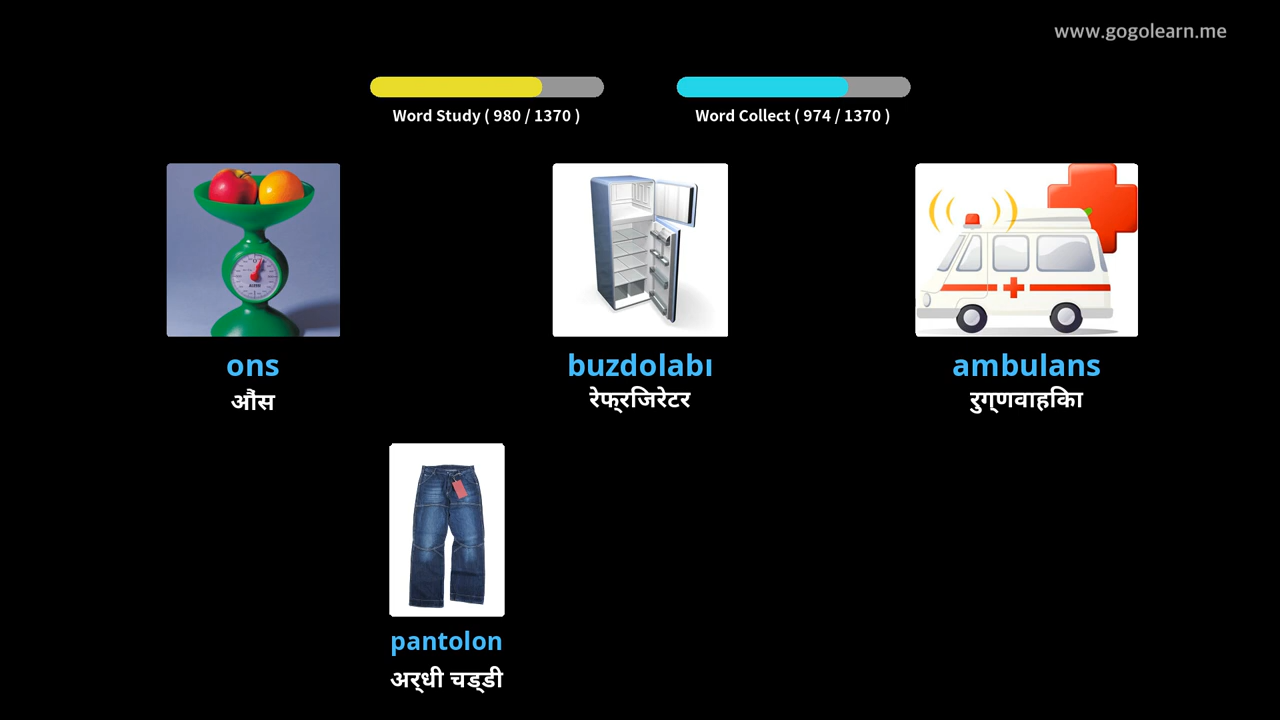 www.gogolearn.me
Word Study ( 980 / 1370 )
Word Collect ( 974 / 1370 )
ons
औंस
buzdolabı
रेफ्रिजरेटर
ambulans
रुग्णवाहिका
pantolon
अर्धी चड्डी